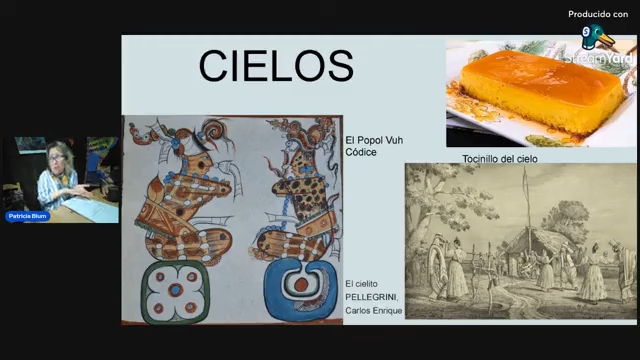 Producido con
StreamYard
CIELOS
El Popol Vuh
Códice
Tocinillo del cielo
Patricia Blum
El cielito
PELLEGRINI,
Carlos Enrique